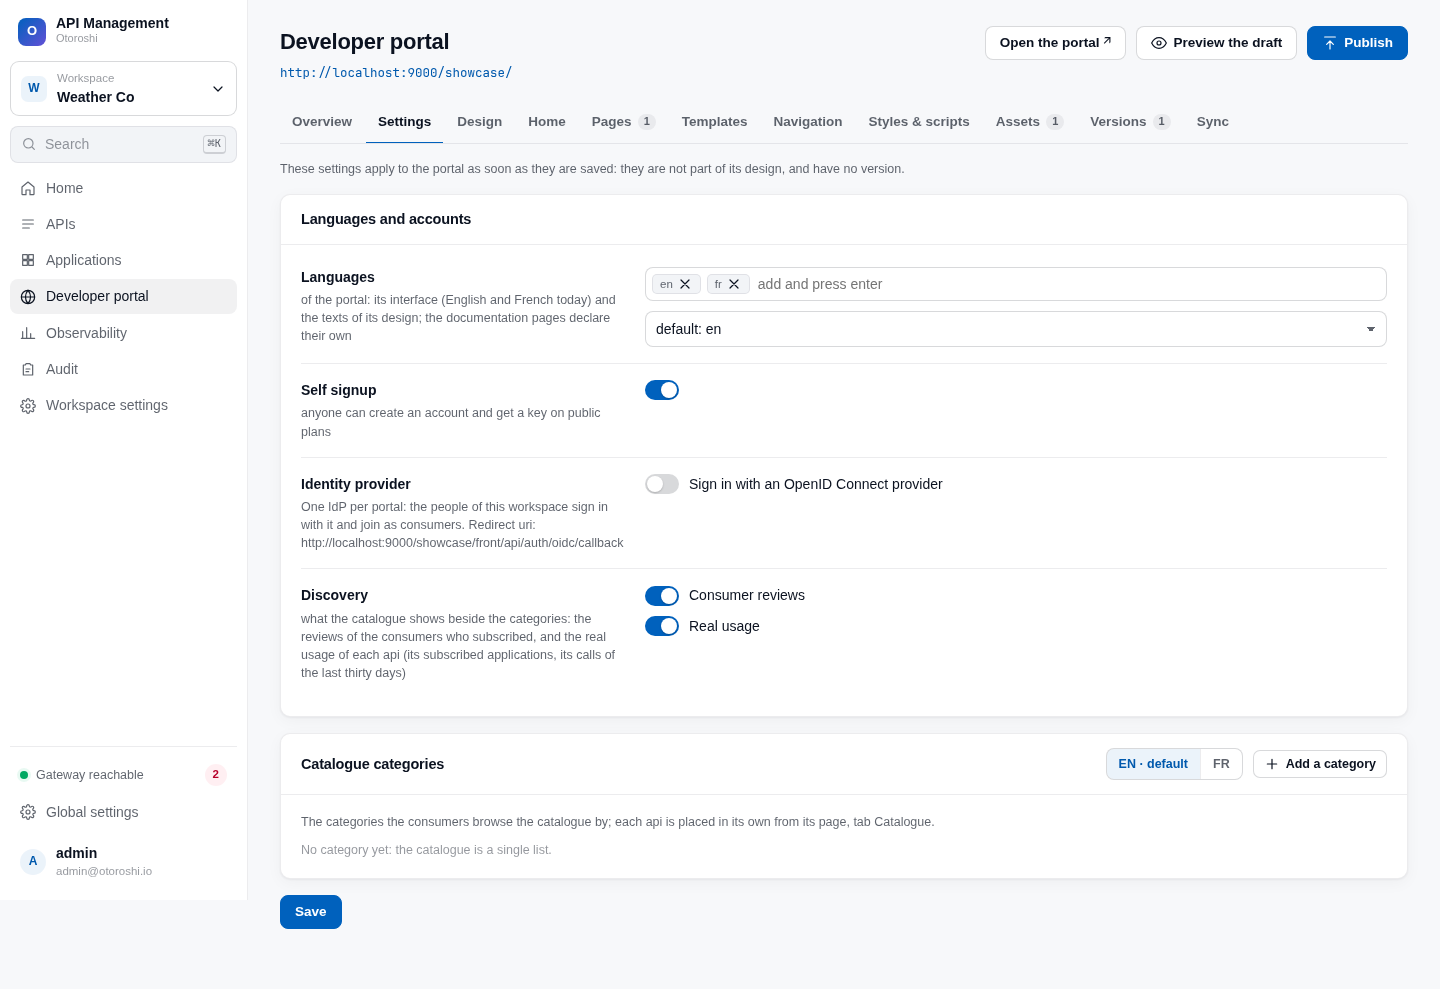 O
API Management
Otoroshi
W
Workspace
Weather Co
Search
⌘K
Home
APIs
Applications
Developer portal
Observability
Audit
Workspace settings
Gateway reachable
2
Global settings
A
admin
admin@otoroshi.io
Developer portal
http://localhost:9000/showcase/
Open the portal
Preview the draft
Publish
Overview
Settings
Design
Home
Pages 1
Templates
Navigation
Styles & scripts
Assets 1
Versions 1
Sync
These settings apply to the portal as soon as they are saved: they are not part of its design, and have no version.
Languages and accounts
Languages
of the portal: its interface (English and French today) and
the texts of its design; the documentation pages declare
their own
en
fr
add and press enter
default: en
Self signup
anyone can create an account and get a key on public
plans
Identity provider
One IdP per portal: the people of this workspace sign in
with it and join as consumers. Redirect uri:
http://localhost:9000/showcase/front/api/auth/oidc/callback
Sign in with an OpenID Connect provider
Discovery
what the catalogue shows beside the categories: the
reviews of the consumers who subscribed, and the real
usage of each api (its subscribed applications, its calls of
the last thirty days)
Consumer reviews
Real usage
Catalogue categories
EN · default
FR
Add a category
The categories the consumers browse the catalogue by; each api is placed in its own from its page, tab Catalogue.
No category yet: the catalogue is a single list.
Save